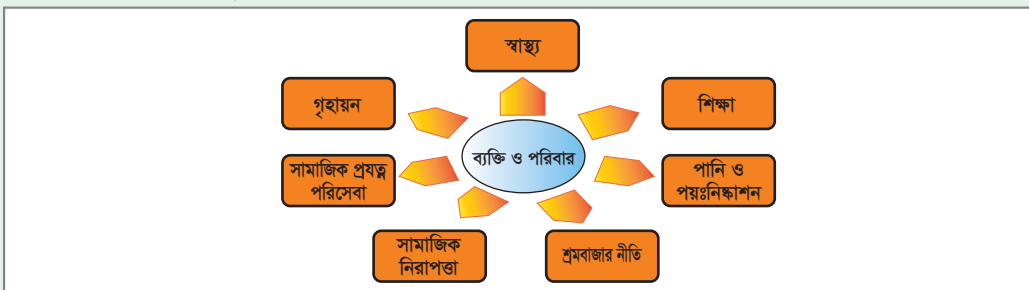 স্বাস্থ্য
গৃহায়ন
শিক্ষা
ব্যক্তি ও পরিবার
সামাজিক প্রযত্ন
পরিসেবা
পানি ও
পয়ঃনিষ্কাশন
সামাজিক
নিরাপত্তা
শ্রমবাজার নীতি